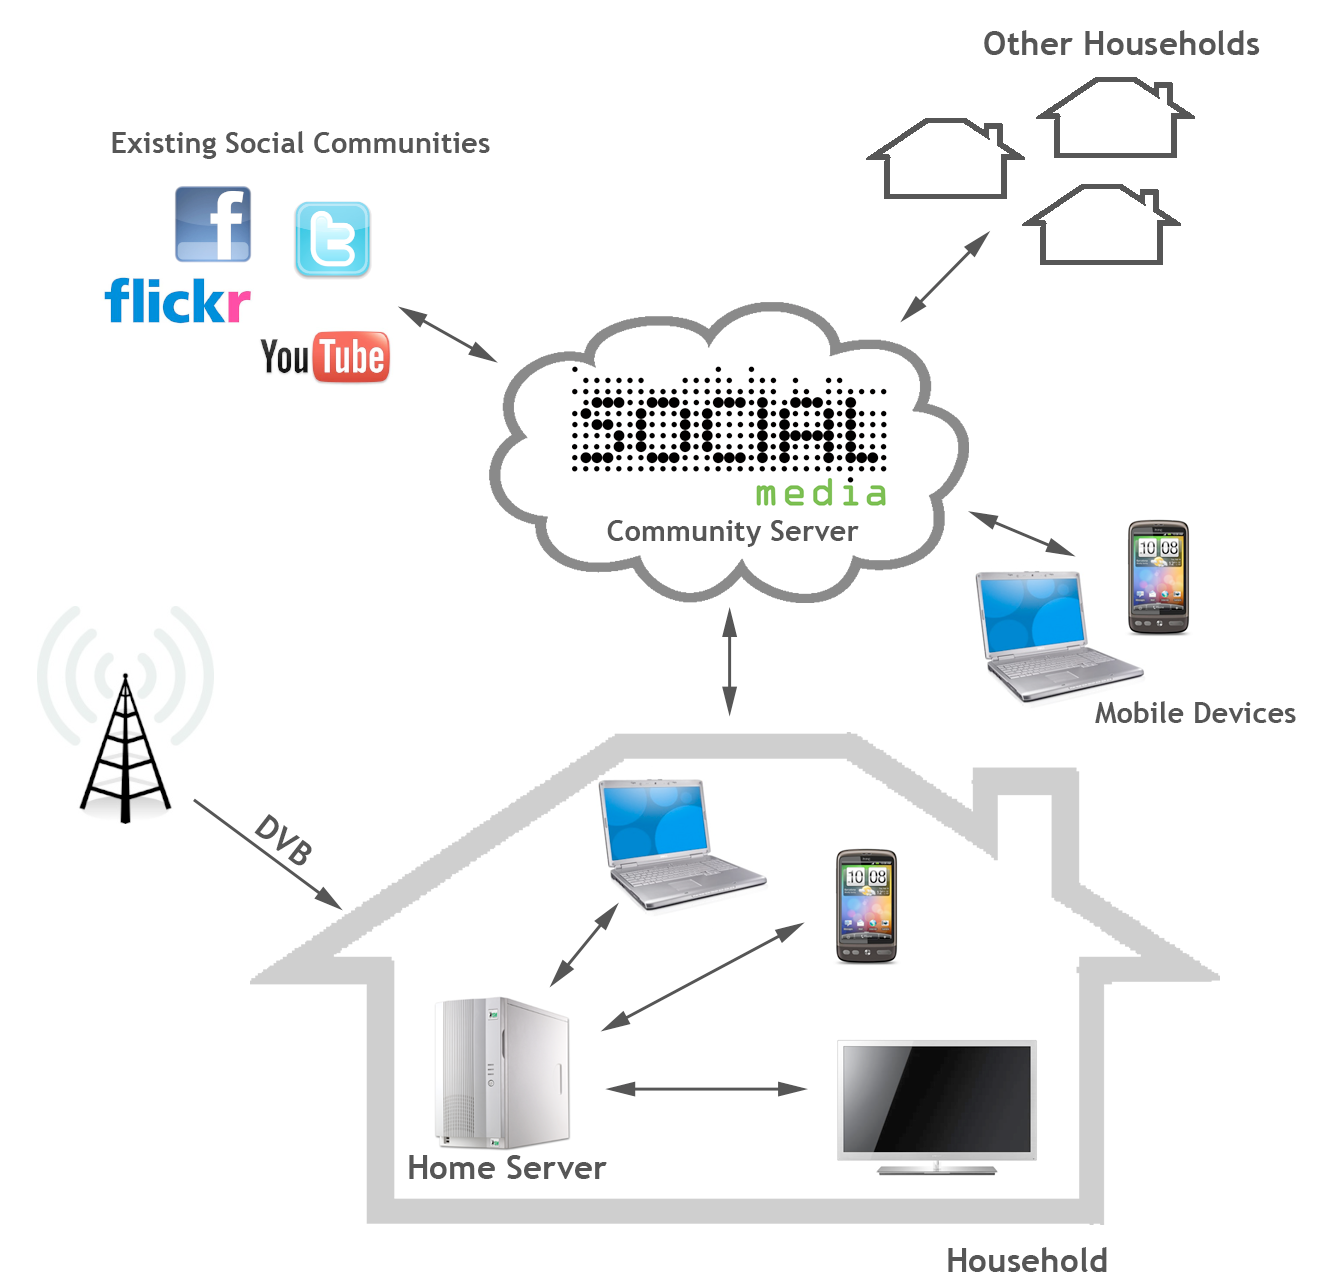 Other Households
Existing Social Communities
f
t
flickr
YouTube
SOCIAL
media
Community Server
10 08
Mobile Devices
DVB
10 08
Home Server
Household